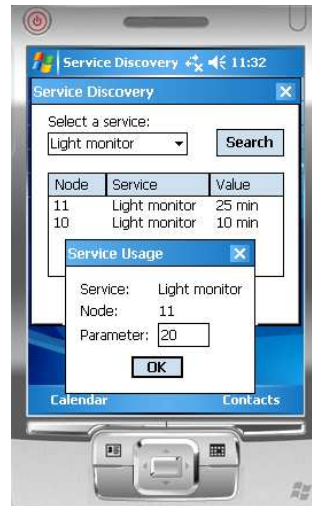 Service Discovery 11:32
Service Discovery
Select a service:
Light monitor Search
Node Service Value
11 Light monitor 25 min
10 Light monitor 10 min
Service Usage
Service: Light monitor
Node: 11
Parameter: 20
OK
Calendar Contacts